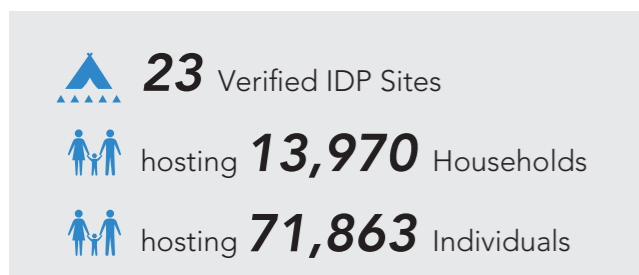 23 Verified IDP Sites
hosting 13,970 Households
hosting 71,863 Individuals